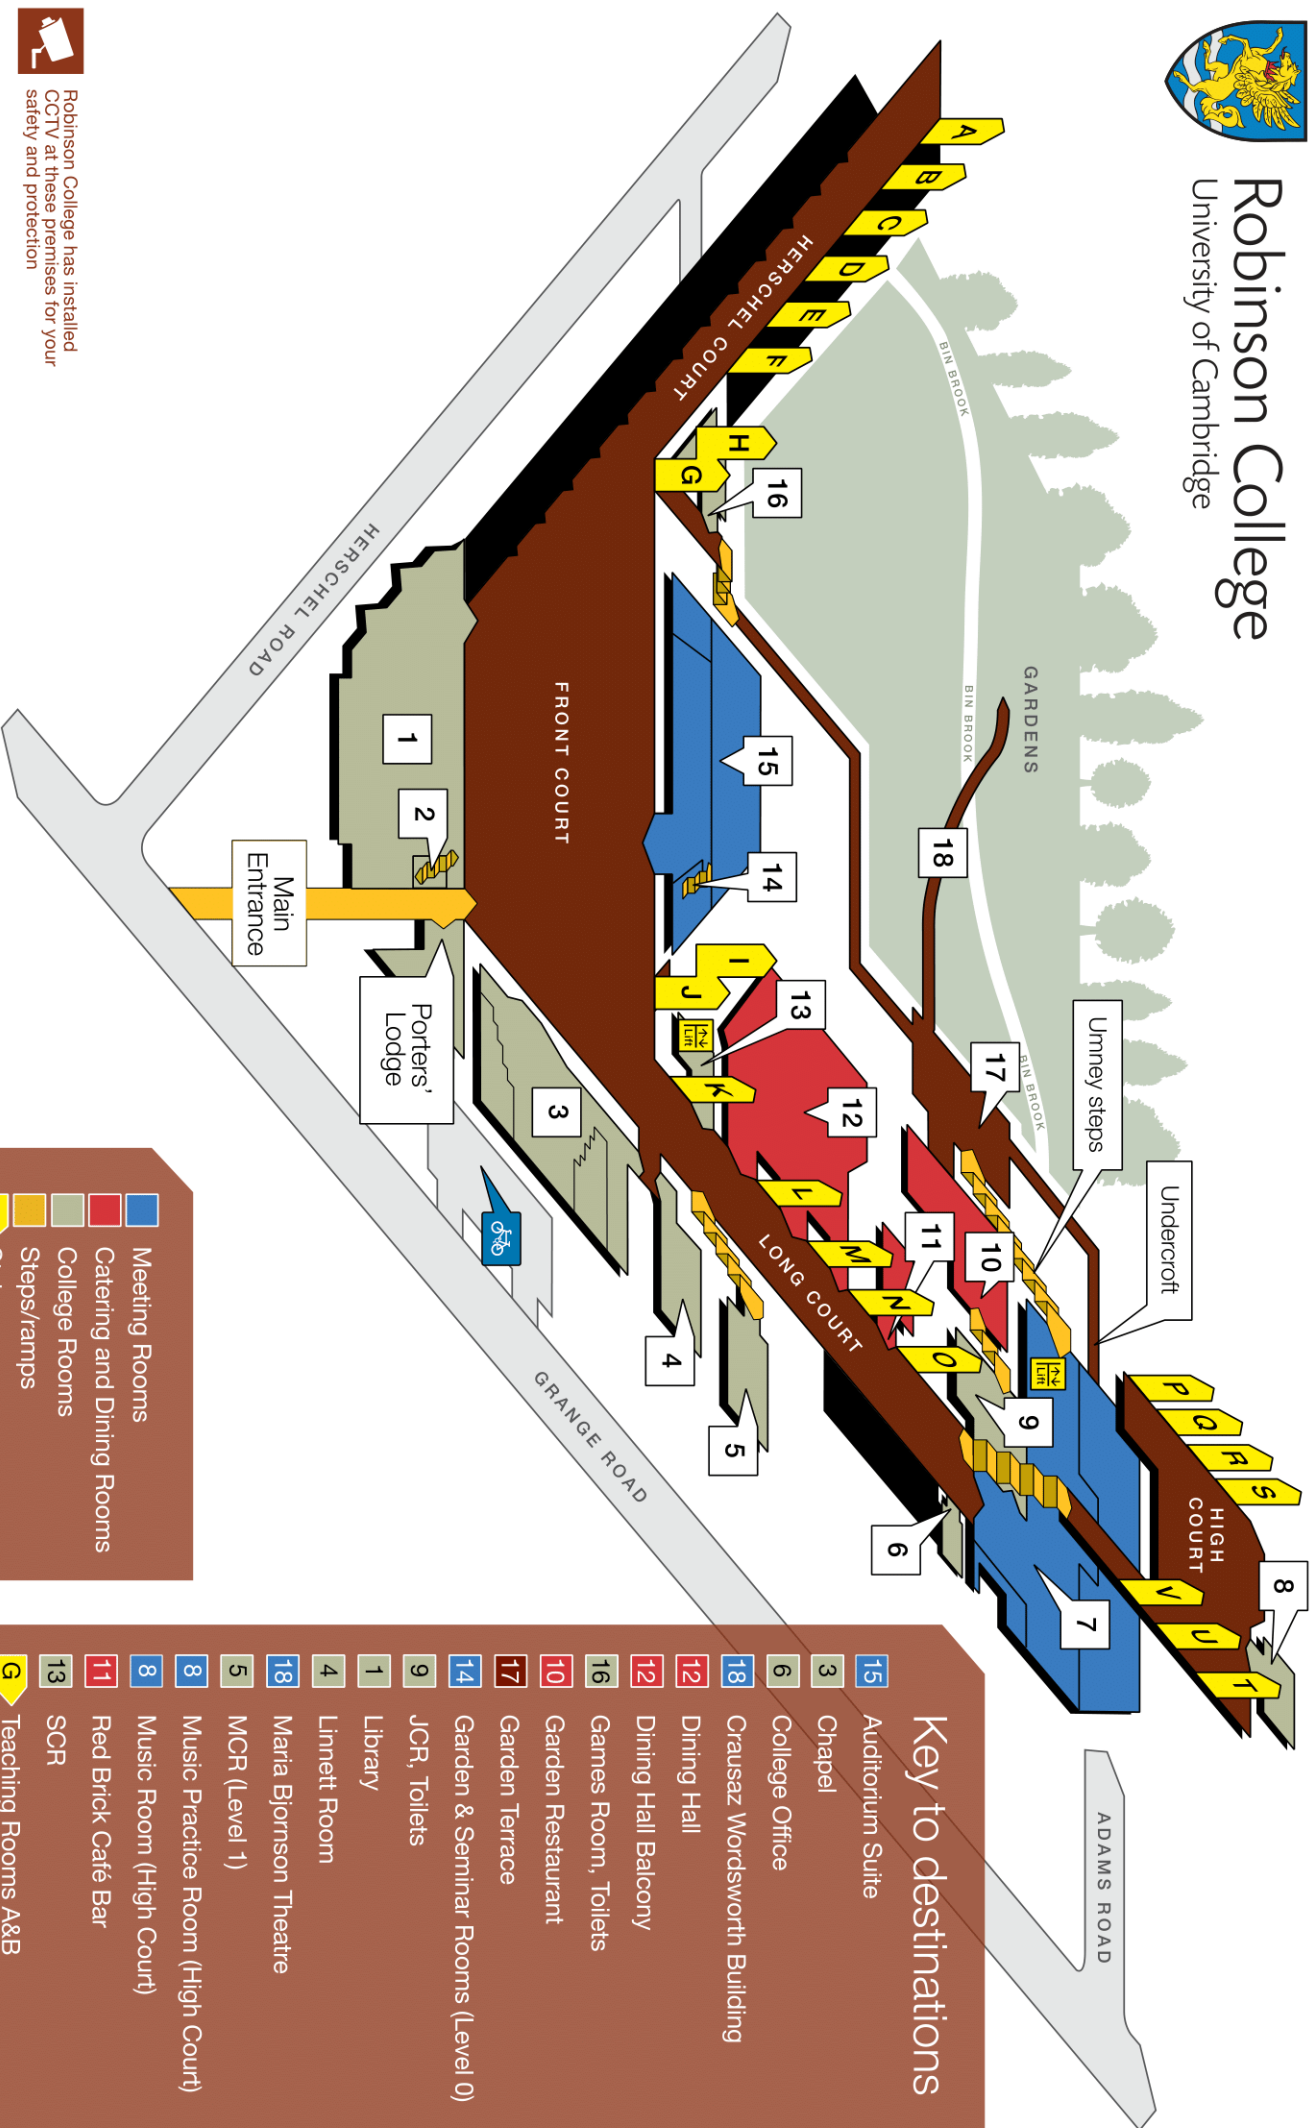 Robinson College
University of Cambridge
Robinson College has installed
CCTV at these premises for your
safety and protection
A
B
C
D
E
F
HERSCHEL COURT
H
G
16
BIN BROOK
GARDENS
BIN BROOK
BIN BROOK
18
17
Umney steps
Undercroft
HERSCHEL ROAD
1
2
FRONT COURT
15
14
Main
Entrance
Porters'
Lodge
I
J
Lift
13
K
12
3
L
M
N
O
11
10
LONG COURT
4
5
6
9
Lift
7
P
Q
R
S
HIGH
COURT
8
V
U
T
GRANGE ROAD
ADAMS ROAD
Meeting Rooms
Catering and Dining Rooms
College Rooms
Steps/ramps
Key to destinations
15 Auditorium Suite
3 Chapel
6 College Office
18 Crausaz Wordsworth Building
12 Dining Hall
12 Dining Hall Balcony
16 Games Room, Toilets
10 Garden Restaurant
17 Garden Terrace
14 Garden & Seminar Rooms (Level 0)
9 JCR, Toilets
1 Library
4 Linnett Room
18 Maria Bjornson Theatre
5 MCR (Level 1)
8 Music Practice Room (High Court)
8 Music Room (High Court)
11 Red Brick Café Bar
13 SCR
G Teaching Rooms A&B